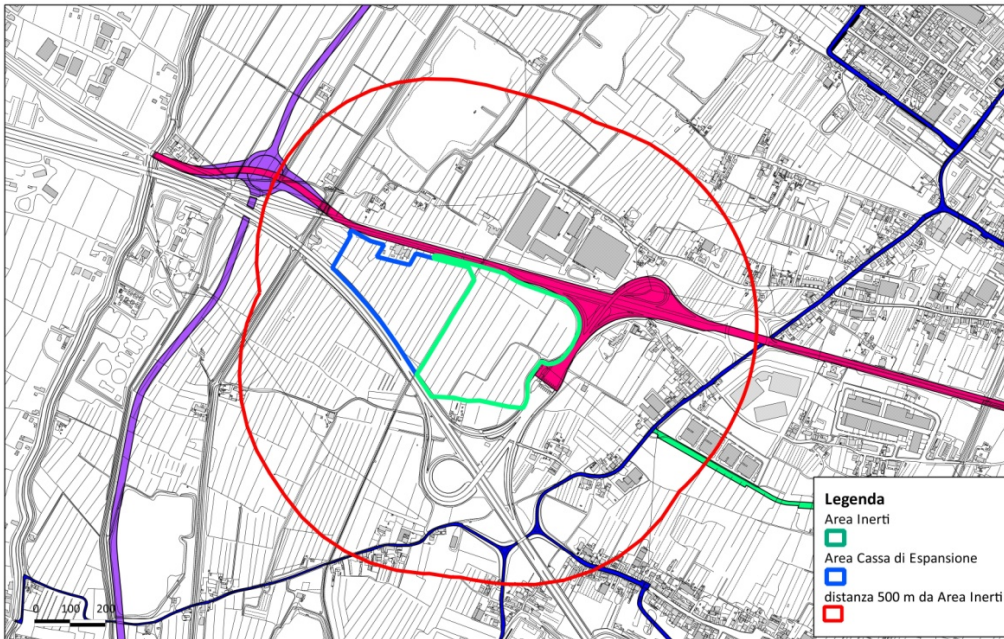 Legenda
Area Inerti
Area Cassa di Espansione
distanza 500 m da Area Inerti
0 100 200